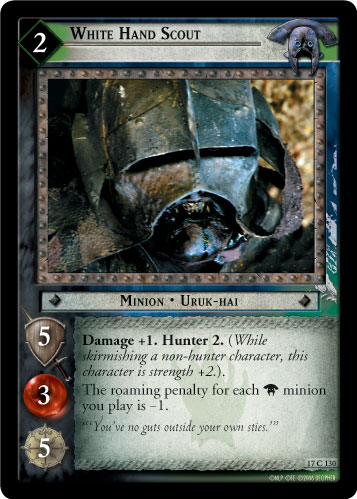 2
White Hand Scout
Minion • Uruk-hai
5
3
5
Damage +1. Hunter 2. (While
skirmishing a non-hunter character, this
character is strength +2.).
The roaming penalty for each minion
you play is –1.
“‘You’ve no guts outside your own sties.’”
17 C 130